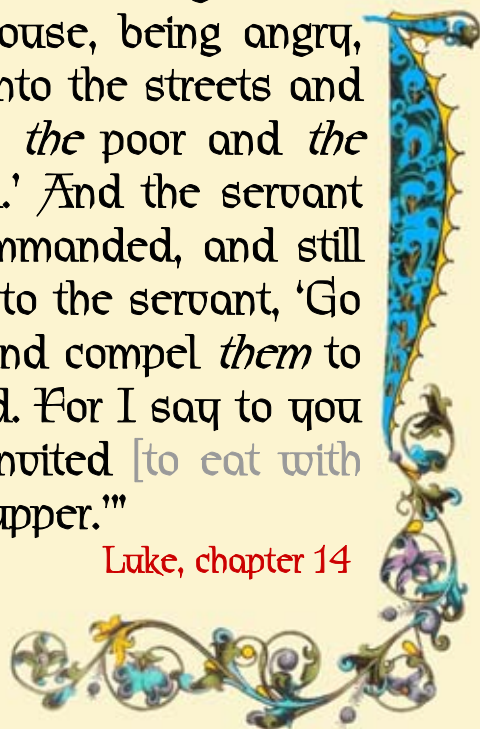 ouse, being angry,
nto the streets and
the poor and the
.’ And the servant
mmanded, and still
to the servant, ‘Go
nd compel them to
d. For I say to you
nvited [to eat with
upper.’”
Luke, chapter 14